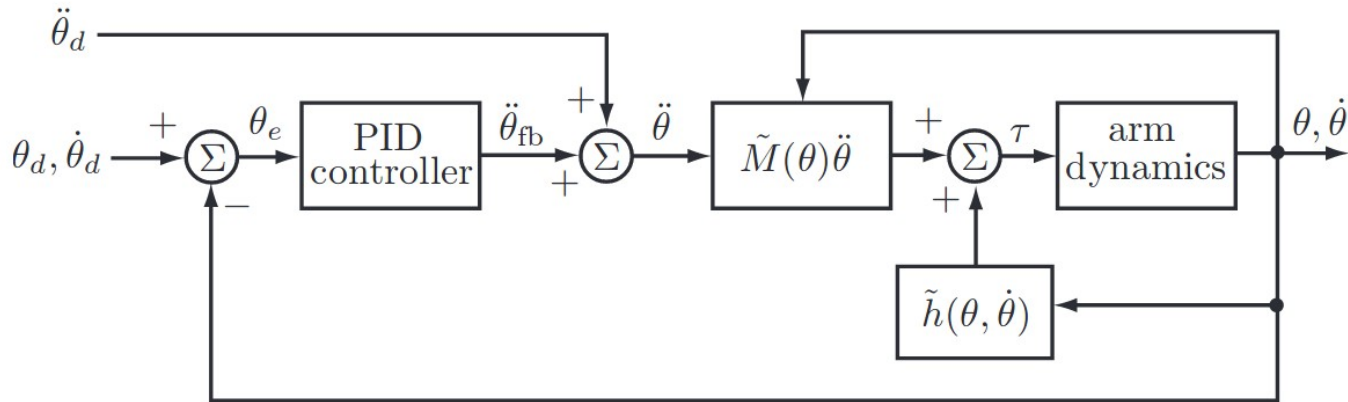 θ̈_d
θ_d, θ̇_d
+
−
Σ
θ_e
PID
controller
θ̈_fb
+
+
Σ
θ̈
M̃(θ)θ̈
+
+
Σ
τ
arm
dynamics
θ, θ̇
h̃(θ, θ̇)